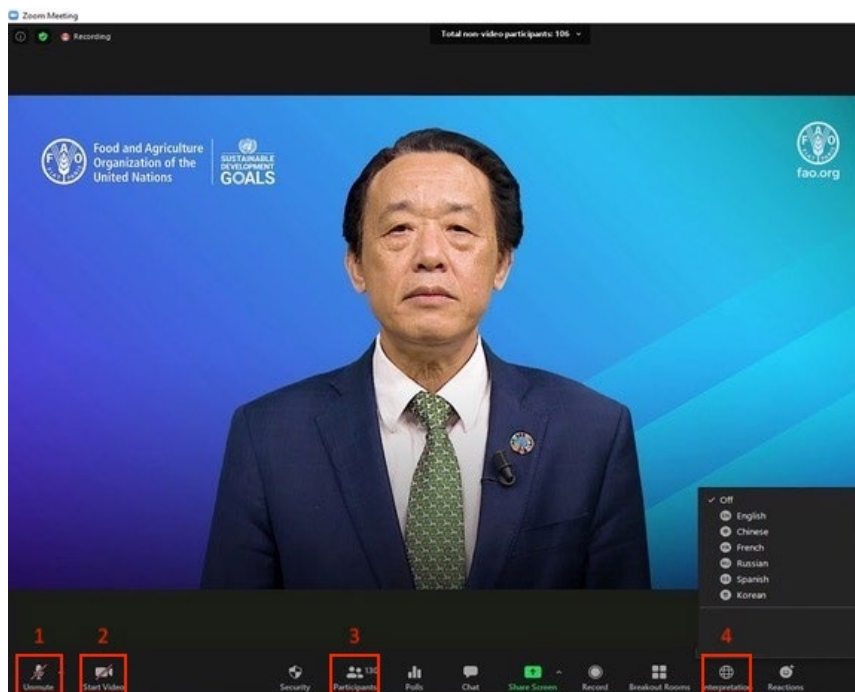 Zoom Meeting
Recording
Total non-video participants: 106
Food and Agriculture
Organization of the
United Nations
SUSTAINABLE
DEVELOPMENT
GOALS
FAO
fao.org
Off
English
Chinese
French
Russian
Spanish
Korean
1
2
3
4
130
Unmute
Start Video
Security
Participants
Polls
Chat
Share Screen
Record
Breakout Rooms
Interpretation
Reactions